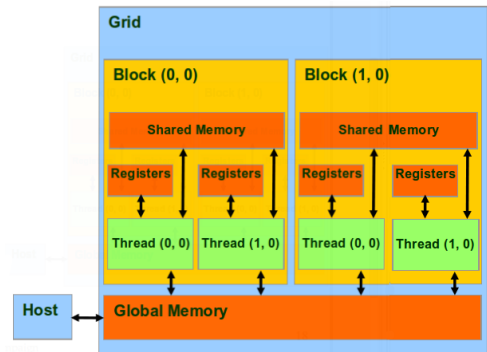 Grid
Block (0, 0)
Block (1, 0)
Shared Memory
Shared Memory
Registers
Registers
Registers
Registers
Thread (0, 0)
Thread (1, 0)
Thread (0, 0)
Thread (1, 0)
Host
Global Memory